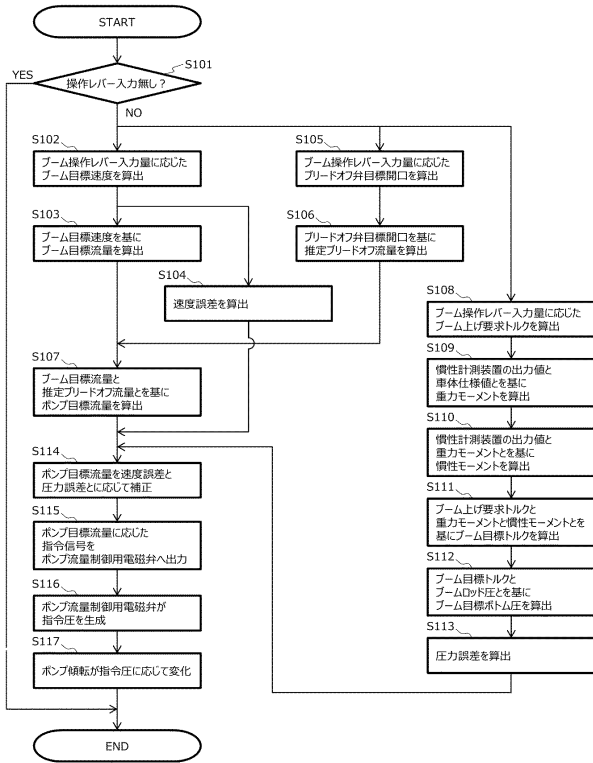 START
S101
YES
操作レバー入力無し?
NO
S102
ブーム操作レバー入力量に応じた
ブーム目標速度を算出
S105
ブーム操作レバー入力量に応じた
ブリードオフ弁目標開口を算出
S103
ブーム目標速度を基に
ブーム目標流量を算出
S106
ブリードオフ弁目標開口を基に
推定ブリードオフ流量を算出
S104
速度誤差を算出
S108
ブーム操作レバー入力量に応じた
ブーム上げ要求トルクを算出
S107
ブーム目標流量と
推定ブリードオフ流量とを基に
ポンプ目標流量を算出
S109
慣性計測装置の出力値と
車体仕様値とを基に
重力モーメントを算出
S110
慣性計測装置の出力値と
重力モーメントとを基に
慣性モーメントを算出
S114
ポンプ目標流量を速度誤差と
圧力誤差とに応じて補正
S111
ブーム上げ要求トルクと
重力モーメントと慣性モーメントとを
基にブーム目標トルクを算出
S115
ポンプ目標流量に応じた
指令信号を
ポンプ流量制御用電磁弁へ出力
S112
ブーム目標トルクと
ブームロッド圧とを基に
ブーム目標ボトム圧を算出
S116
ポンプ流量制御用電磁弁が
指令圧を生成
S113
圧力誤差を算出
S117
ポンプ傾転が指令圧に応じて変化
END